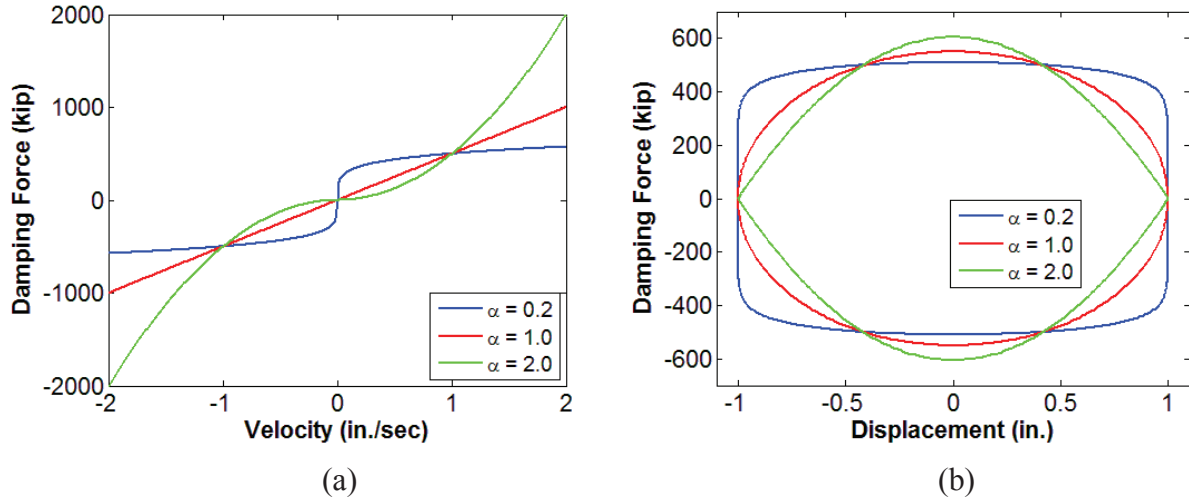 2000
1000
0
-1000
-2000
-2 -1 0 1 2
Damping Force (kip)
Velocity (in./sec)
α = 0.2
α = 1.0
α = 2.0
(a)
600
400
200
0
-200
-400
-600
-1 -0.5 0 0.5 1
Damping Force (kip)
Displacement (in.)
α = 0.2
α = 1.0
α = 2.0
(b)